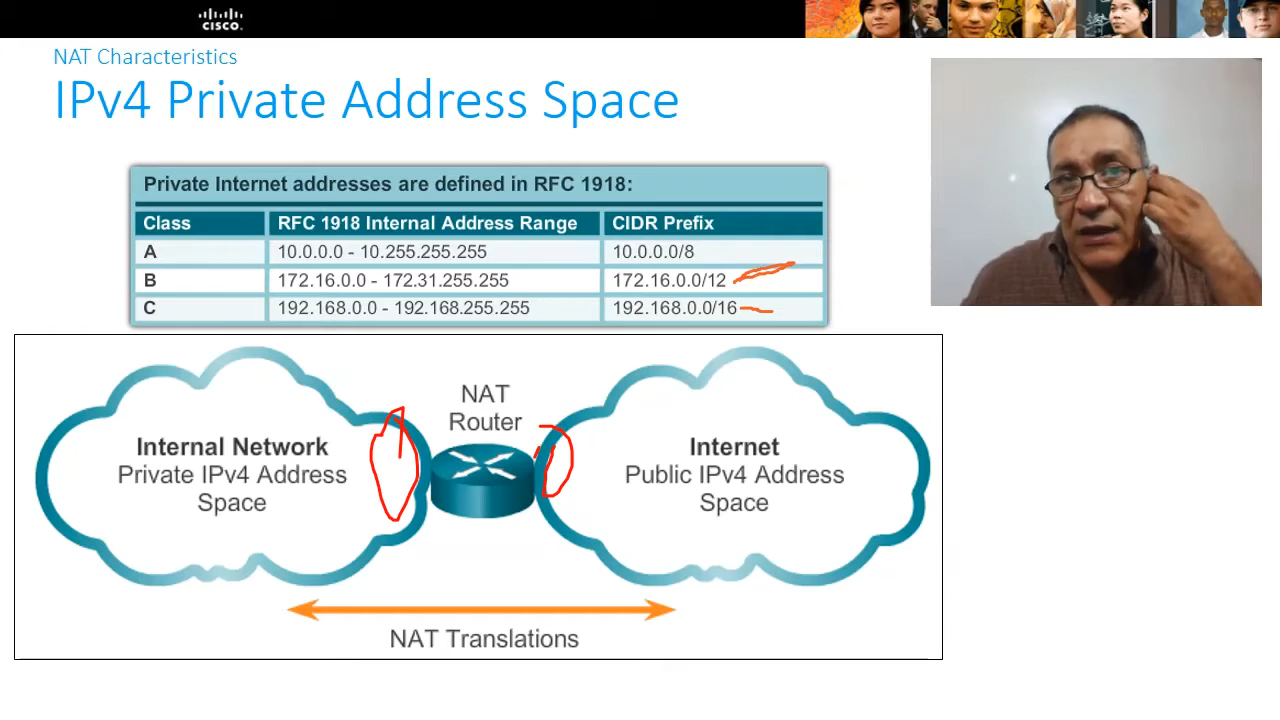 CISCO
NAT Characteristics
IPv4 Private Address Space
Private Internet addresses are defined in RFC 1918:
Class RFC 1918 Internal Address Range CIDR Prefix
A 10.0.0.0 - 10.255.255.255 10.0.0.0/8
B 172.16.0.0 - 172.31.255.255 172.16.0.0/12
C 192.168.0.0 - 192.168.255.255 192.168.0.0/16
NAT
Router
Internal Network
Private IPv4 Address
Space
Internet
Public IPv4 Address
Space
NAT Translations